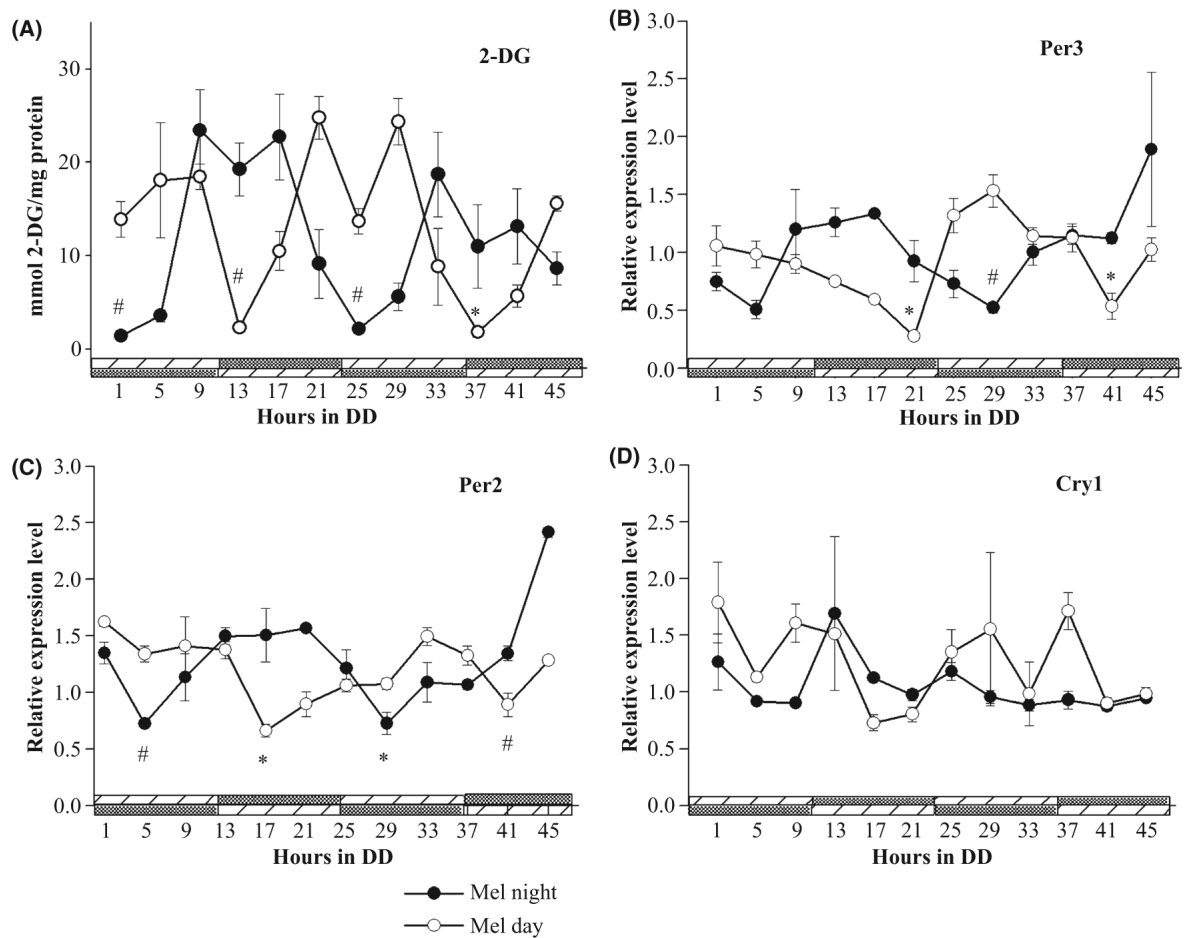 (A)
2-DG
mmol 2-DG/mg protein
30
20
10
0
#
#
#
*
1 5 9 13 17 21 25 29 33 37 41 45
Hours in DD
(B)
Per3
Relative expression level
3.0
2.5
2.0
1.5
1.0
0.5
0.0
*
#
*
1 5 9 13 17 21 25 29 33 37 41 45
Hours in DD
(C)
Per2
Relative expression level
3.0
2.5
2.0
1.5
1.0
0.5
0.0
#
*
*
#
1 5 9 13 17 21 25 29 33 37 41 45
Hours in DD
(D)
Cry1
Relative expression level
3.0
2.5
2.0
1.5
1.0
0.5
0.0
1 5 9 13 17 21 25 29 33 37 41 45
Hours in DD
Mel night
Mel day